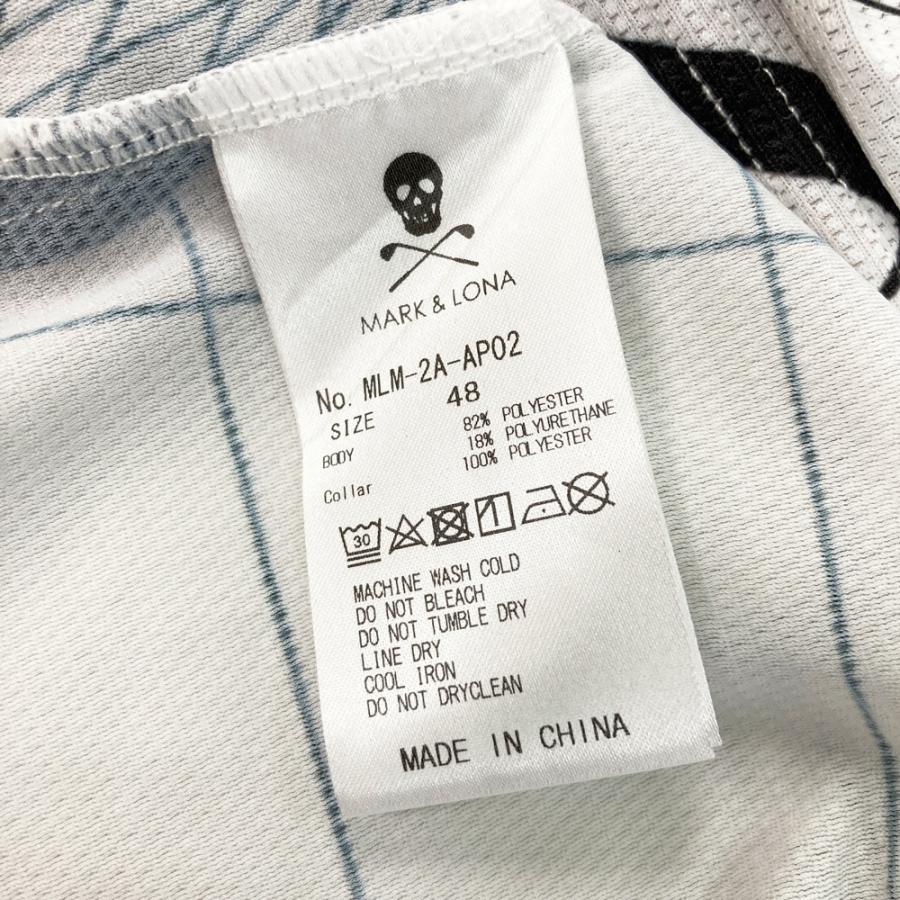 MARK & LONA
No. MLM-2A-AP02
SIZE 48
BODY 82% POLYESTER
18% POLYURETHANE
Collar 100% POLYESTER
30
MACHINE WASH COLD
DO NOT BLEACH
DO NOT TUMBLE DRY
LINE DRY
COOL IRON
DO NOT DRYCLEAN
MADE IN CHINA